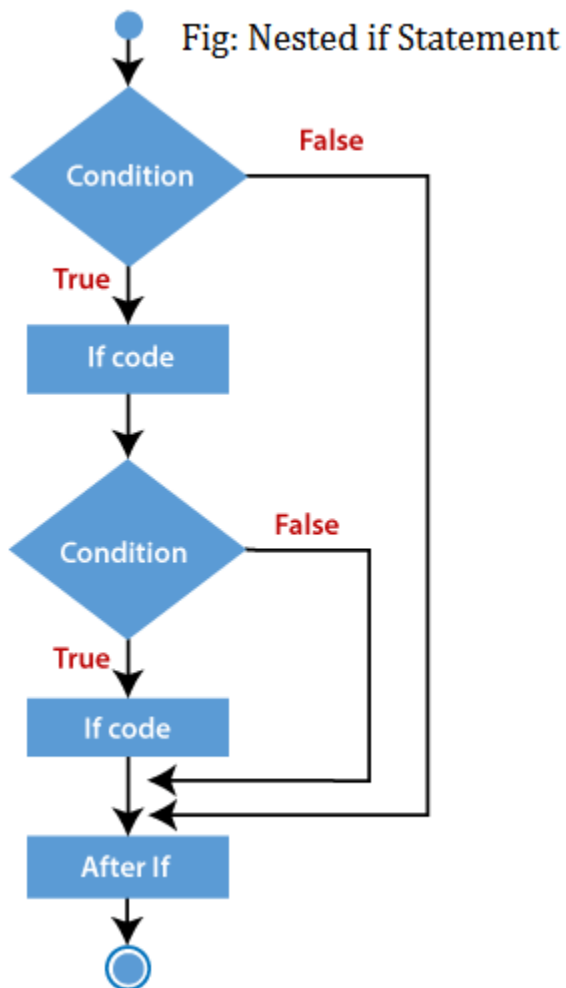 Fig: Nested if Statement
False
Condition
True
If code
False
Condition
True
If code
After If